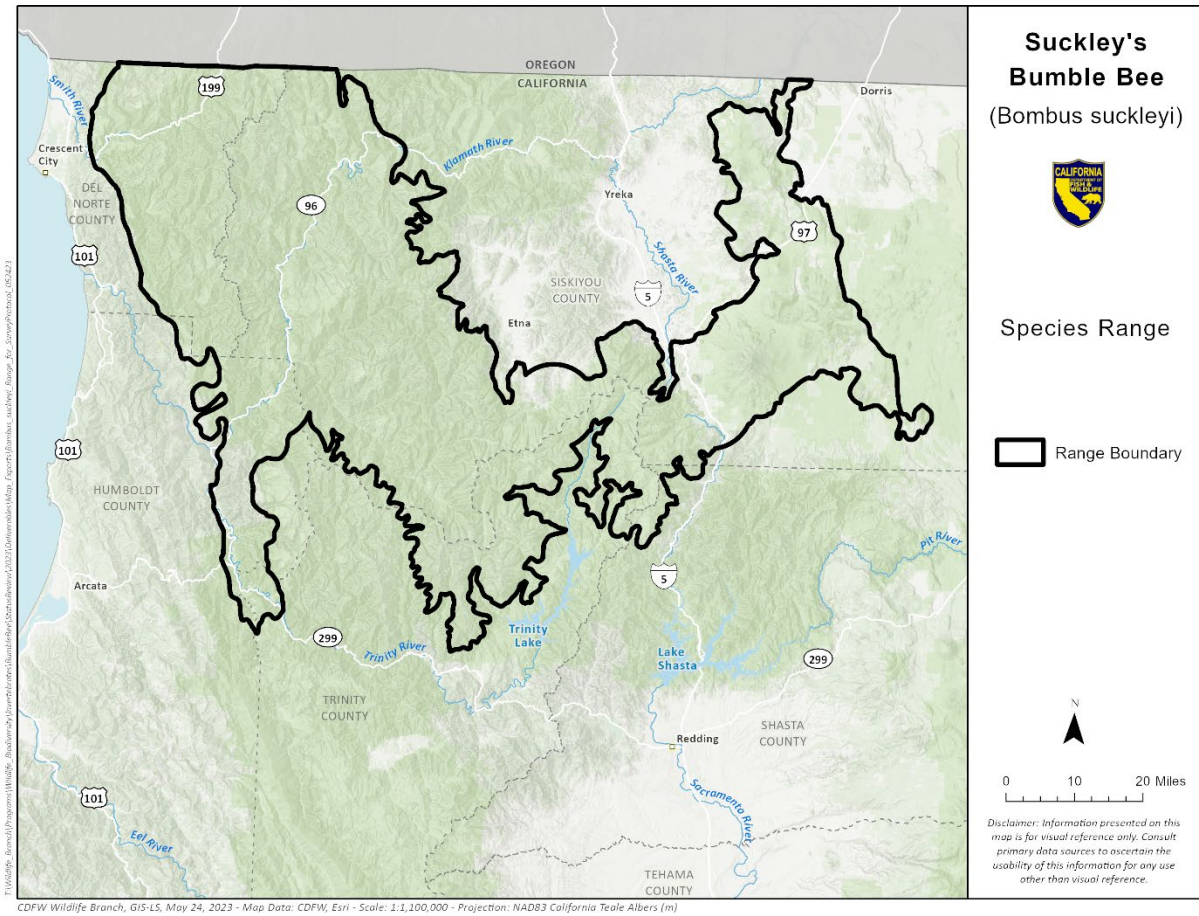 OREGON
CALIFORNIA
Smith River
199
Dorris
Crescent
City
Klamath River
DEL
NORTE
COUNTY
96
Yreka
97
101
Shasta River
SISKIYOU
COUNTY
5
Etna
101
HUMBOLDT
COUNTY
Pit River
Arcata
5
299
Trinity
Lake
Trinity River
Lake
Shasta
299
TRINITY
COUNTY
SHASTA
COUNTY
Redding
Sacramento River
101
Eel River
TEHAMA
COUNTY
Suckley's
Bumble Bee
(Bombus suckleyi)
CALIFORNIA
DEPARTMENT OF
FISH &
WILDLIFE
Species Range
Range Boundary
N
0 10 20 Miles
Disclaimer: Information presented on this
map is for visual reference only. Consult
primary data sources to ascertain the
usability of this information for any use
other than visual reference.
CDFW Wildlife Branch, GIS-LS, May 24, 2023 - Map Data: CDFW, Esri - Scale: 1:1,100,000 - Projection: NAD83 California Teale Albers (m)